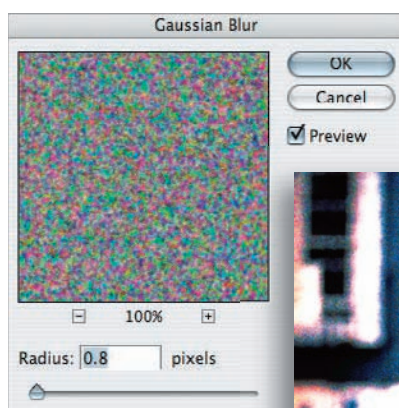 Gaussian Blur
OK
Cancel
Preview
100%
Radius: 0.8 pixels